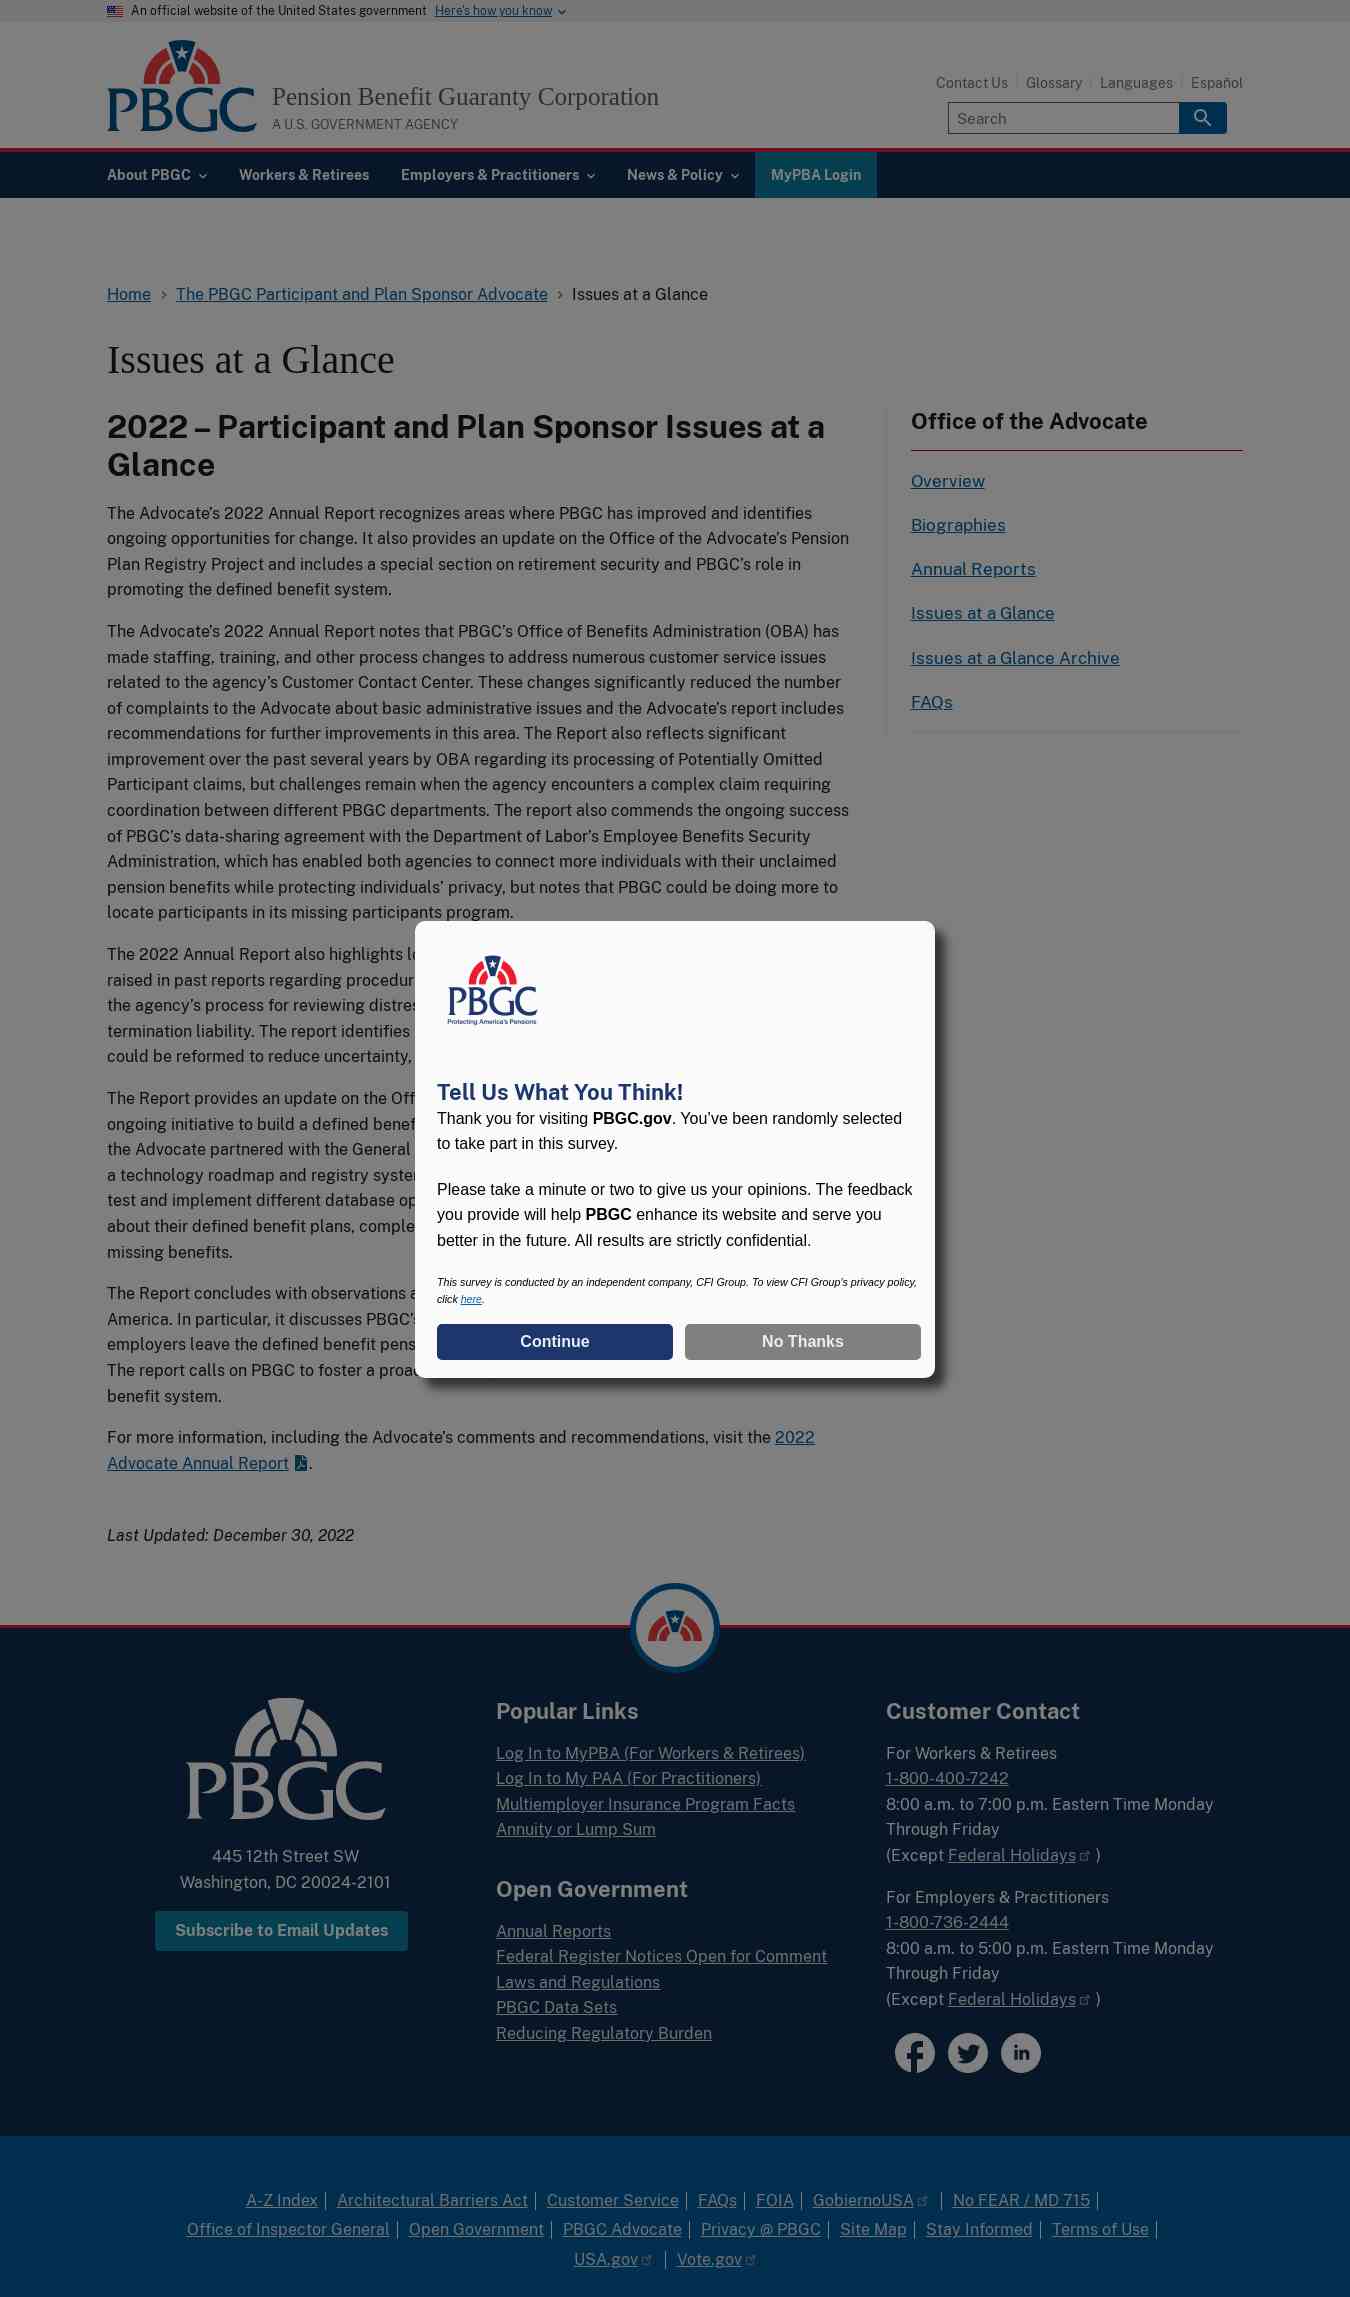 An official website of the United States government Here's how you know
PBGC
Pension Benefit Guaranty Corporation
A U.S. GOVERNMENT AGENCY
Contact Us Glossary Languages Español
Search
About PBGC Workers & Retirees Employers & Practitioners News & Policy MyPBA Login
Home The PBGC Participant and Plan Sponsor Advocate Issues at a Glance
Issues at a Glance
2022 – Participant and Plan Sponsor Issues at a
Glance
The Advocate’s 2022 Annual Report recognizes areas where PBGC has improved and identifies
ongoing opportunities for change. It also provides an update on the Office of the Advocate’s Pension
Plan Registry Project and includes a special section on retirement security and PBGC’s role in
promoting the defined benefit system.
The Advocate’s 2022 Annual Report notes that PBGC’s Office of Benefits Administration (OBA) has
made staffing, training, and other process changes to address numerous customer service issues
related to the agency’s Customer Contact Center. These changes significantly reduced the number
of complaints to the Advocate about basic administrative issues and the Advocate’s report includes
recommendations for further improvements in this area. The Report also reflects significant
improvement over the past several years by OBA regarding its processing of Potentially Omitted
Participant claims, but challenges remain when the agency encounters a complex claim requiring
coordination between different PBGC departments. The report also commends the ongoing success
of PBGC’s data-sharing agreement with the Department of Labor’s Employee Benefits Security
Administration, which has enabled both agencies to connect more individuals with their unclaimed
pension benefits while protecting individuals’ privacy, but notes that PBGC could be doing more to
locate participants in its missing participants program.
The 2022 Annual Report also highlights
raised in past reports regarding
the agency’s process for reviewing
termination liability. The report identifies
could be reformed to reduce uncertainty,
The Report provides an update on the
ongoing initiative to build a defined
the Advocate partnered with the General
a technology roadmap and registry
test and implement different database
about their defined benefit plans,
missing benefits.
The Report concludes with observations
America. In particular, it discusses PBGC’s
employers leave the defined benefit
The report calls on PBGC to foster a
benefit system.
For more information, including the Advocate’s comments and recommendations, visit the 2022
Advocate Annual Report .
Last Updated: December 30, 2022
Office of the Advocate
Overview
Biographies
Annual Reports
Issues at a Glance
Issues at a Glance Archive
FAQs
PBGC
Protecting America's Pensions
Tell Us What You Think!
Thank you for visiting PBGC.gov. You’ve been randomly selected
to take part in this survey.
Please take a minute or two to give us your opinions. The feedback
you provide will help PBGC enhance its website and serve you
better in the future. All results are strictly confidential.
This survey is conducted by an independent company, CFI Group. To view CFI Group's privacy policy,
click here.
Continue No Thanks
PBGC
445 12th Street SW
Washington, DC 20024-2101
Subscribe to Email Updates
Popular Links
Log In to MyPBA (For Workers & Retirees)
Log In to My PAA (For Practitioners)
Multiemployer Insurance Program Facts
Annuity or Lump Sum
Open Government
Annual Reports
Federal Register Notices Open for Comment
Laws and Regulations
PBGC Data Sets
Reducing Regulatory Burden
Customer Contact
For Workers & Retirees
1-800-400-7242
8:00 a.m. to 7:00 p.m. Eastern Time Monday
Through Friday
(Except Federal Holidays )
For Employers & Practitioners
1-800-736-2444
8:00 a.m. to 5:00 p.m. Eastern Time Monday
Through Friday
(Except Federal Holidays )
A-Z Index Architectural Barriers Act Customer Service FAQs FOIA GobiernoUSA No FEAR / MD 715
Office of Inspector General Open Government PBGC Advocate Privacy @ PBGC Site Map Stay Informed Terms of Use
USA.gov Vote.gov